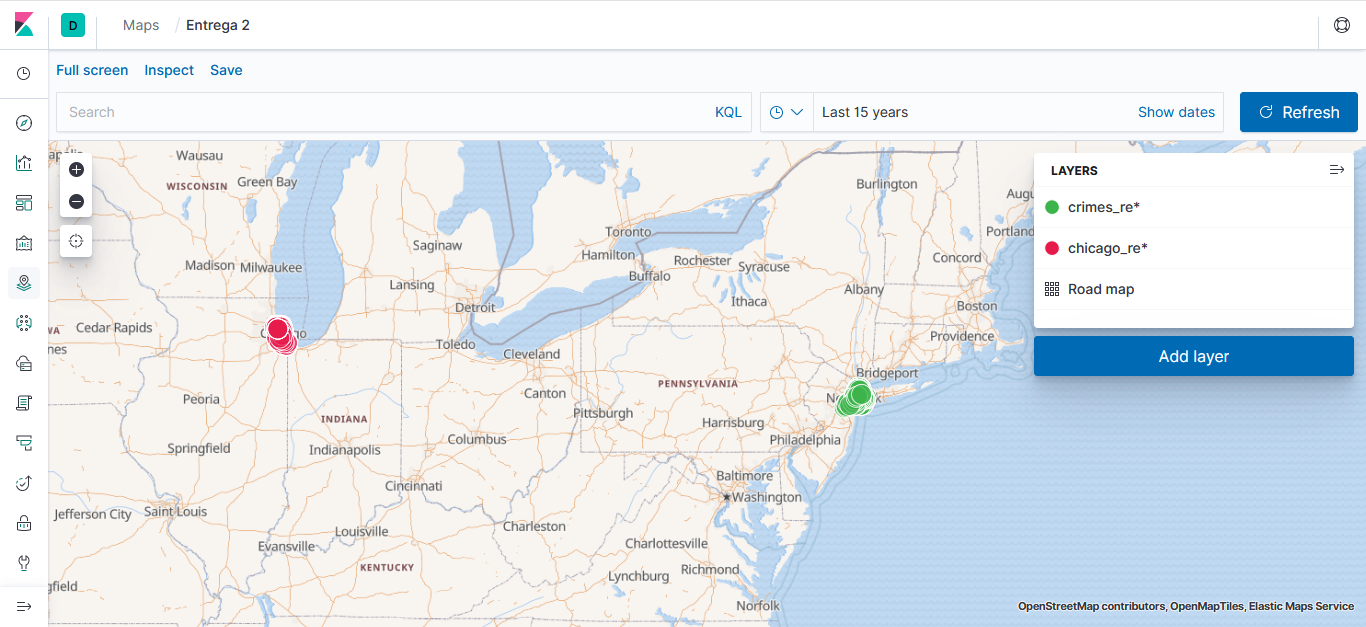 D Maps / Entrega 2
Full screen Inspect Save
Search KQL Last 15 years Show dates Refresh
LAYERS
crimes_re*
chicago_re*
Road map
Add layer
Wausau
WISCONSIN
Green Bay
Burlington
Augu
Saginaw
Toronto
Portland
Madison
Milwaukee
Hamilton
Rochester
Syracuse
Concord
Lansing
Buffalo
Albany
Ithaca
Boston
Detroit
WA
Cedar Rapids
Toledo
Cleveland
Providence
nes
Bridgeport
Peoria
Canton
PENNSYLVANIA
INDIANA
Pittsburgh
Harrisburg
Springfield
Indianapolis
Columbus
Philadelphia
Baltimore
Cincinnati
Washington
Jefferson City
Saint Louis
Louisville
Charleston
Evansville
Charlottesville
KENTUCKY
Richmond
Lynchburg
gfield
Norfolk
OpenStreetMap contributors, OpenMapTiles, Elastic Maps Service